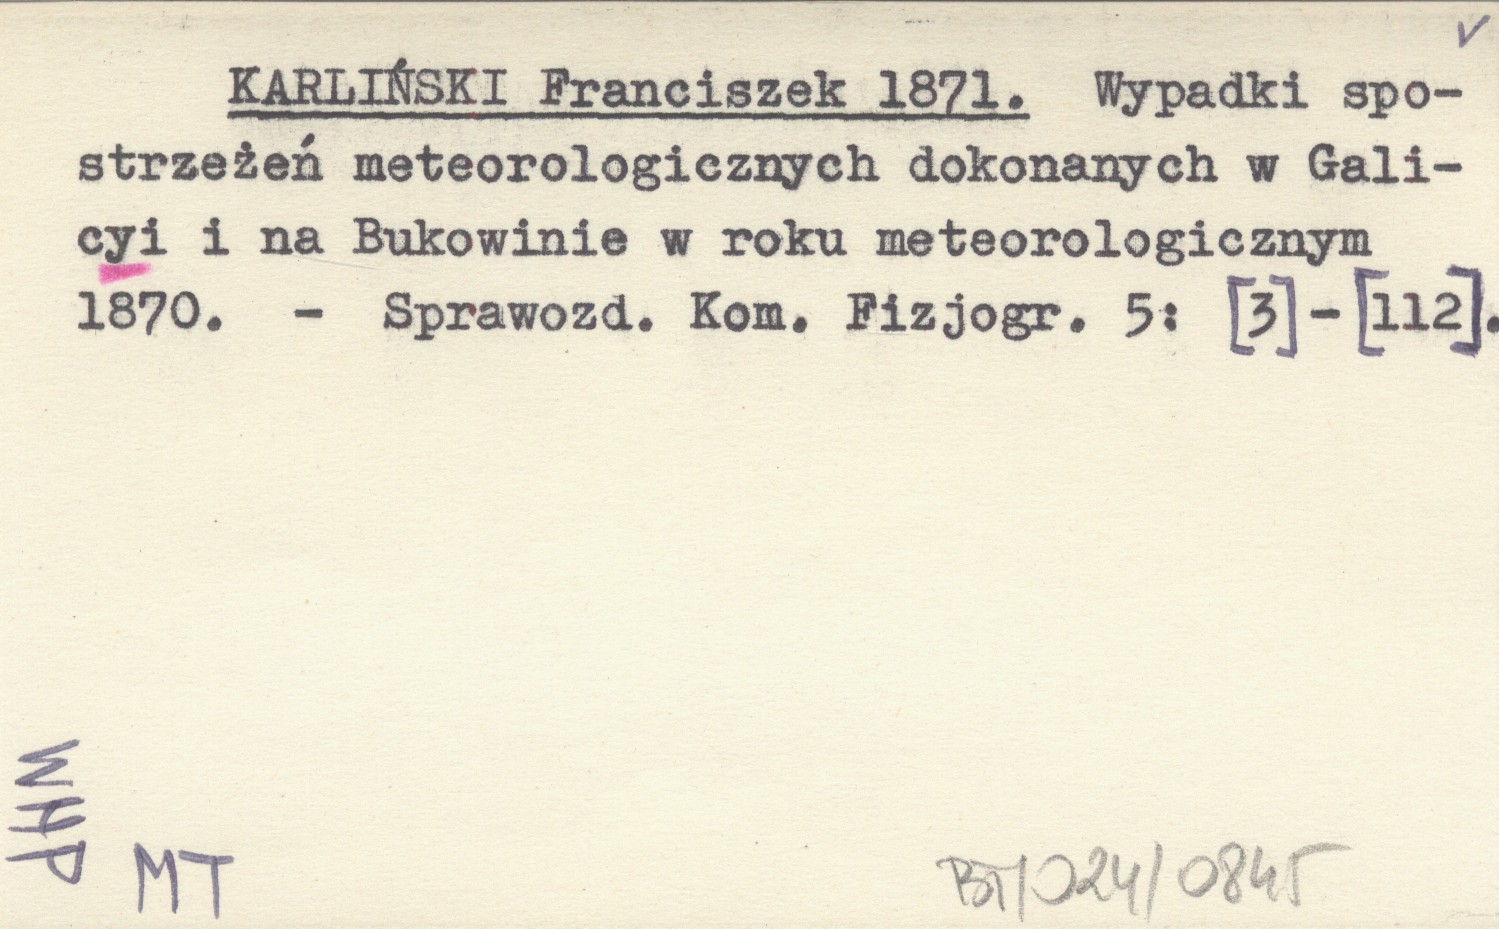 KARLIŃSKI Franciszek 1871. Wypadki spo-
strzeżeń meteorologicznych dokonanych w Gali-
cyi i na Bukowinie w roku meteorologicznym
1870. - Sprawozd. Kom. Fizjogr. 5: [3]-[112].
WHP
MT
BT/024/0845